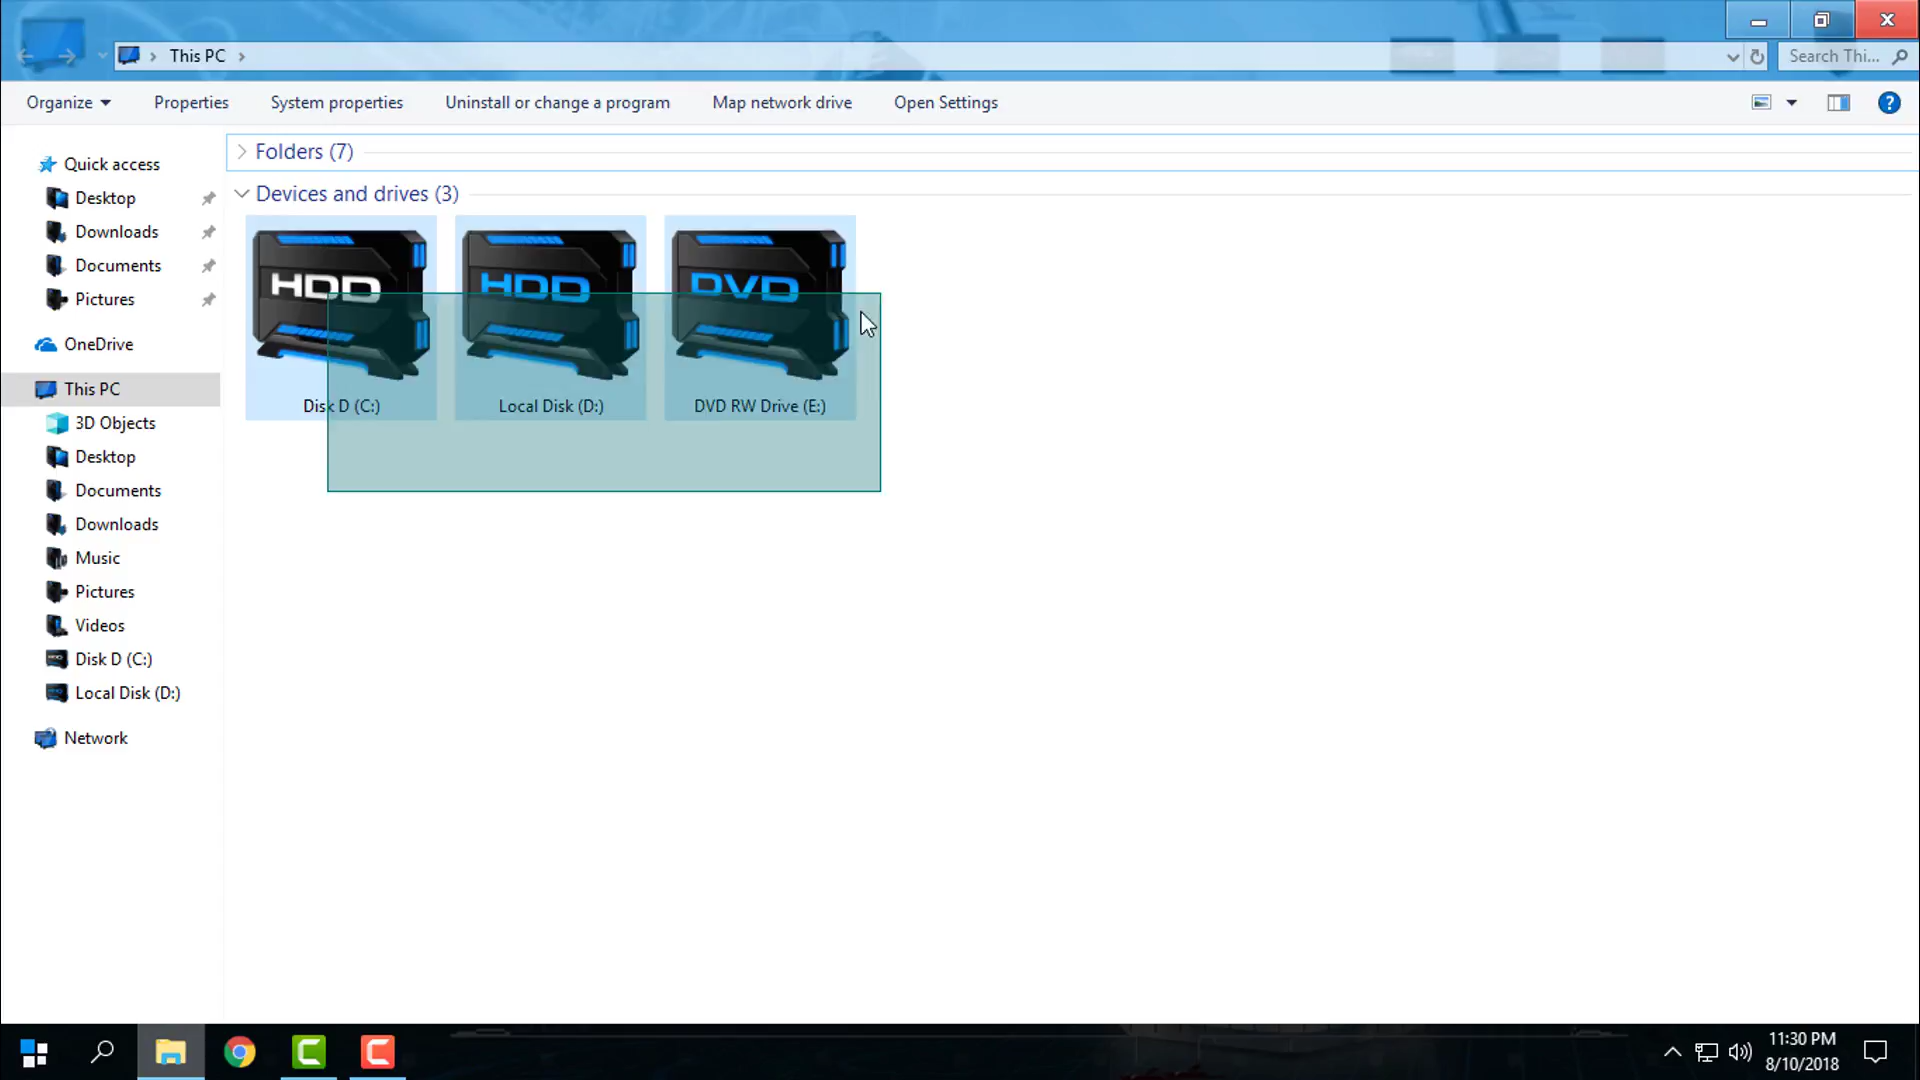 This PC
Search Thi...
Organize
Properties
System properties
Uninstall or change a program
Map network drive
Open Settings
Quick access
Desktop
Downloads
Documents
Pictures
OneDrive
This PC
3D Objects
Desktop
Documents
Downloads
Music
Pictures
Videos
Disk D (C:)
Local Disk (D:)
Network
Folders (7)
Devices and drives (3)
HDD
HDD
DVD
Disk D (C:)
Local Disk (D:)
DVD RW Drive (E:)
11:30 PM
8/10/2018